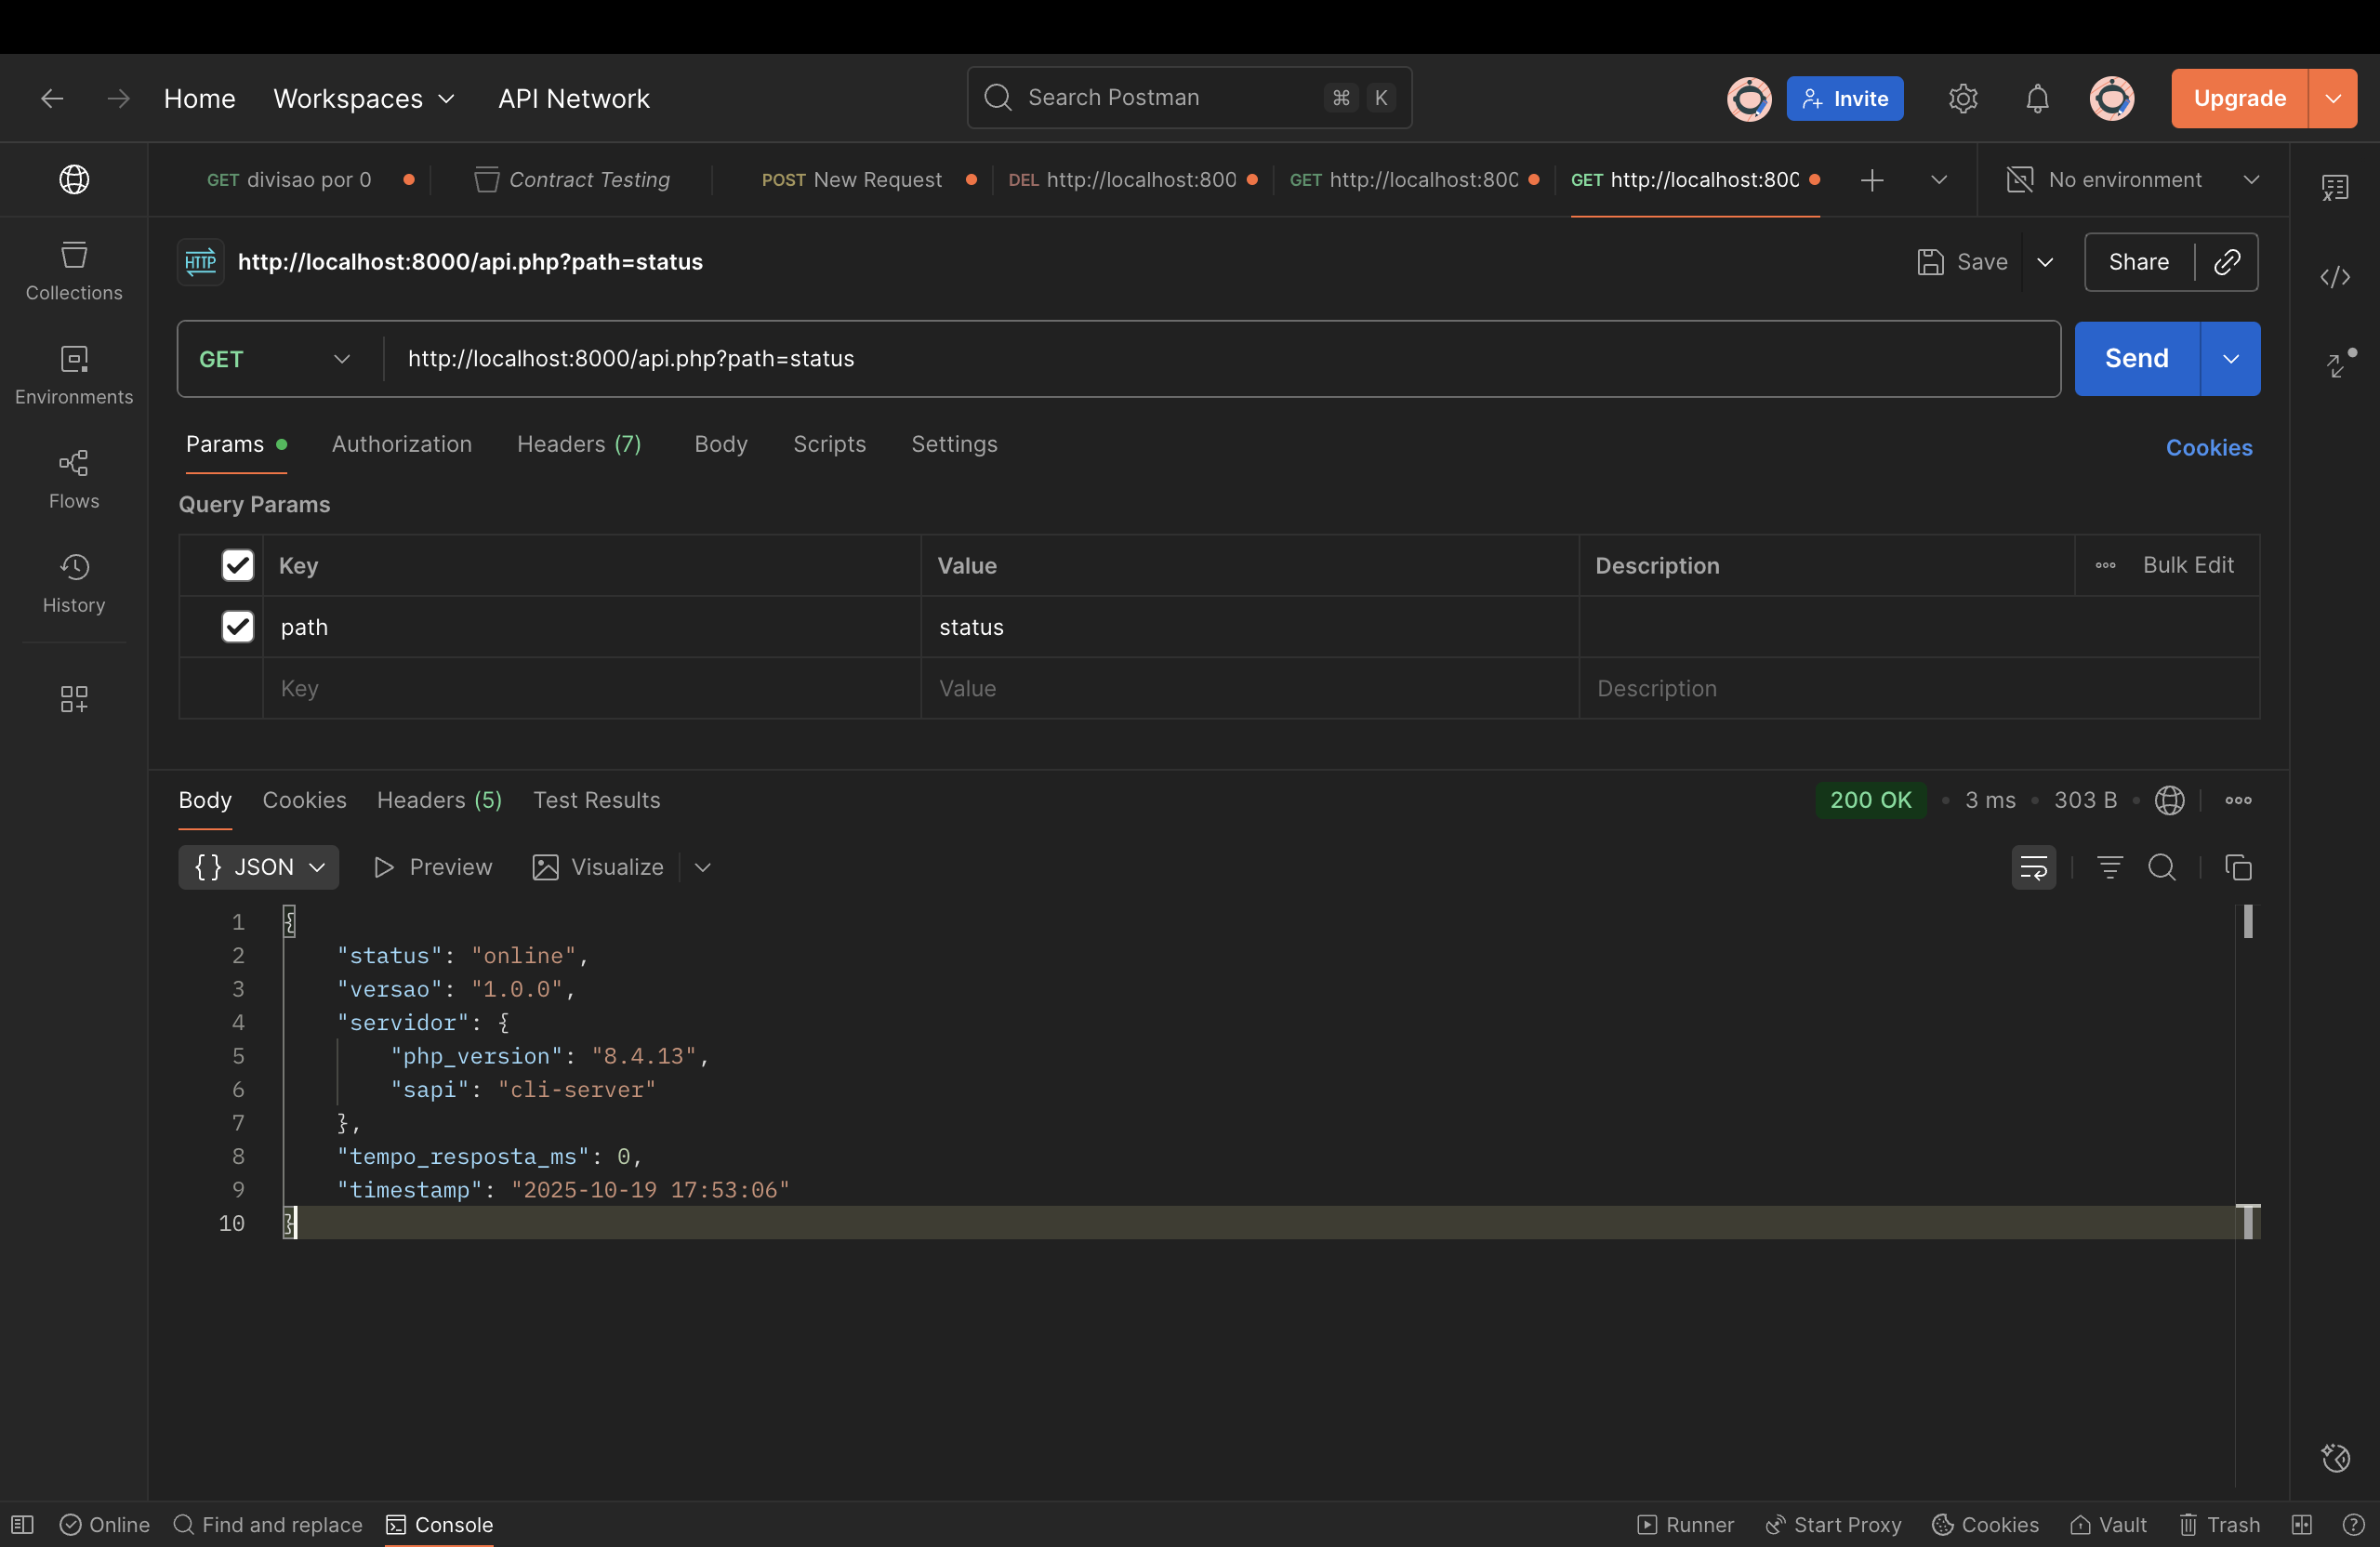 Home Workspaces API Network Search Postman ⌘ K Invite Upgrade
GET divisao por 0 Contract Testing POST New Request DEL http://localhost:800 GET http://localhost:800 GET http://localhost:800 No environment
HTTP http://localhost:8000/api.php?path=status Save Share
Collections
GET http://localhost:8000/api.php?path=status Send
Environments
Params Authorization Headers (7) Body Scripts Settings Cookies
Flows
Query Params
Key Value Description Bulk Edit
History
path status
Key Value Description
Body Cookies Headers (5) Test Results 200 OK 3 ms 303 B
{} JSON Preview Visualize
1 {
2 "status": "online",
3 "versao": "1.0.0",
4 "servidor": {
5 "php_version": "8.4.13",
6 "sapi": "cli-server"
7 },
8 "tempo_resposta_ms": 0,
9 "timestamp": "2025-10-19 17:53:06"
10 }
Online Find and replace Console Runner Start Proxy Cookies Vault Trash